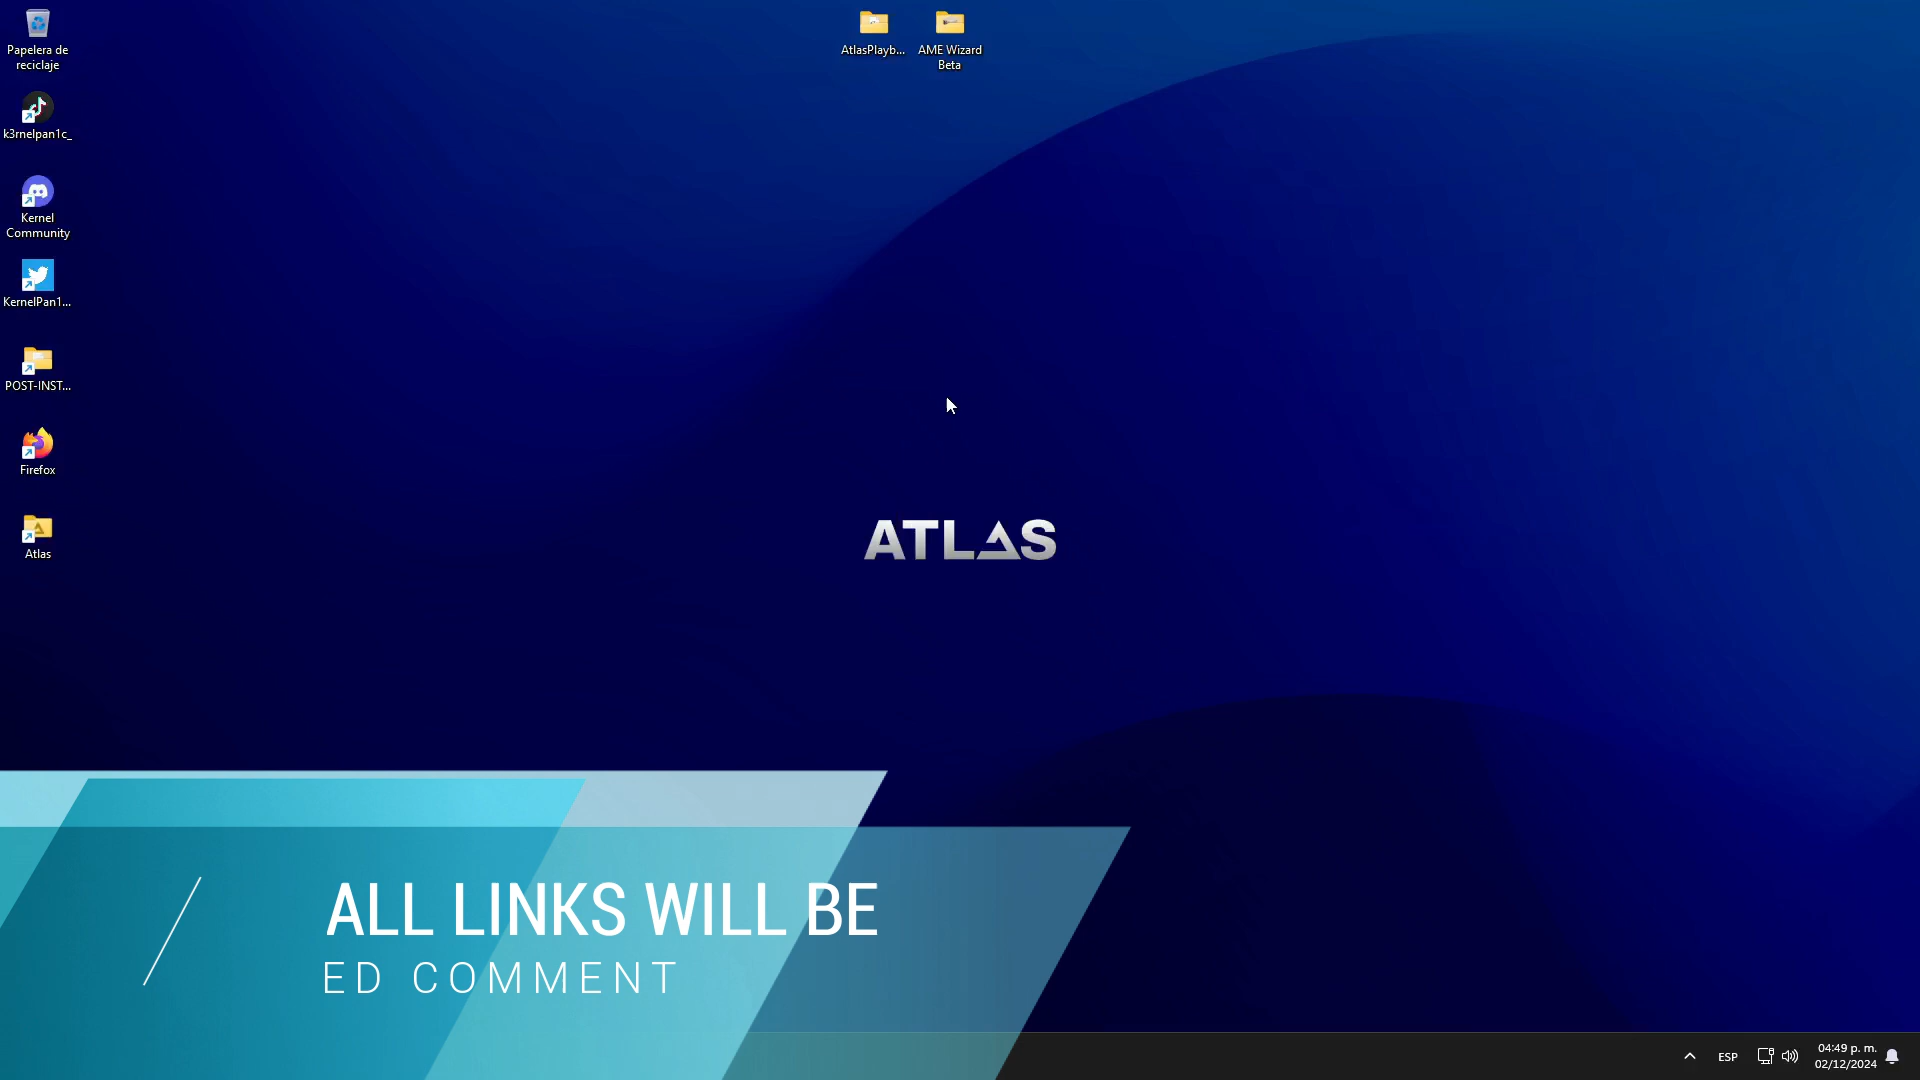 Papelera de
reciclaje
k3rnelpan1c_
Kernel
Community
KernelPan1...
POST-INST...
Firefox
Atlas
AtlasPlayb...
AME Wizard
Beta
ATLAS
ALL LINKS WILL BE
ED COMMENT
ESP
04:49 p. m.
02/12/2024